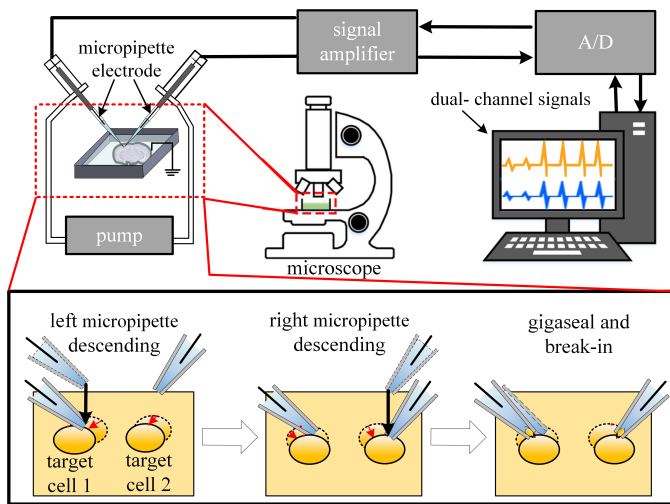 micropipette
electrode
signal
amplifier
A/D
dual- channel signals
pump
microscope
left micropipette
descending
right micropipette
descending
gigaseal and
break-in
target
cell 1
target
cell 2